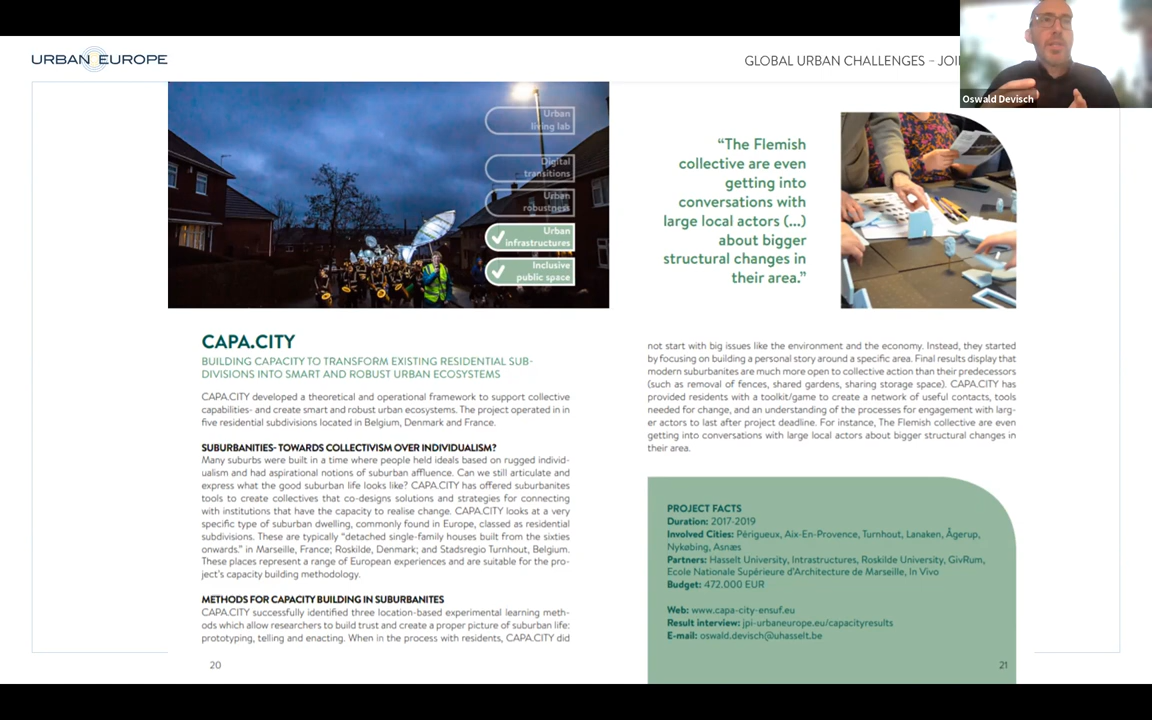 URBAN EUROPE
GLOBAL URBAN CHALLENGES – JOI
Oswald Devisch
Urban
living lab
Digital
transitions
Urban
robustness
Urban
infrastructures
Inclusive
public space
“The Flemish
collective are even
getting into
conversations with
large local actors (...)
about bigger
structural changes in
their area.”
CAPA.CITY
BUILDING CAPACITY TO TRANSFORM EXISTING RESIDENTIAL SUB-
DIVISIONS INTO SMART AND ROBUST URBAN ECOSYSTEMS
CAPA.CITY developed a theoretical and operational framework to support collective
capabilities- and create smart and robust urban ecosystems. The project operated in in
five residential subdivisions located in Belgium, Denmark and France.
SUBURBANITIES- TOWARDS COLLECTIVISM OVER INDIVIDUALISM?
Many suburbs were built in a time where people held ideals based on rugged individ-
ualism and had aspirational notions of suburban affluence. Can we still articulate and
express what the good suburban life looks like? CAPA.CITY has offered suburbanites
tools to create collectives that co-designs solutions and strategies for connecting
with institutions that have the capacity to realise change. CAPA.CITY looks at a very
specific type of suburban dwelling, commonly found in Europe, classed as residential
subdivisions. These are typically “detached single-family houses built from the sixties
onwards.” in Marseille, France; Roskilde, Denmark; and Stadsregio Turnhout, Belgium.
These places represent a range of European experiences and are suitable for the pro-
ject’s capacity building methodology.
METHODS FOR CAPACITY BUILDING IN SUBURBANITES
CAPA.CITY successfully identified three location-based experimental learning meth-
ods which allow researchers to build trust and create a proper picture of suburban life:
prototyping, telling and enacting. When in the process with residents, CAPA.CITY did
20
not start with big issues like the environment and the economy. Instead, they started
by focusing on building a personal story around a specific area. Final results display that
modern suburbanites are much more open to collective action than their predecessors
(such as removal of fences, shared gardens, sharing storage space). CAPA.CITY has
provided residents with a toolkit/game to create a network of useful contacts, tools
needed for change, and an understanding of the processes for engagement with larg-
er actors to last after project deadline. For instance, The Flemish collective are even
getting into conversations with large local actors about bigger structural changes in
their area.
PROJECT FACTS
Duration: 2017-2019
Involved Cities: Périgueux, Aix-En-Provence, Turnhout, Lanaken, Ågerup,
Nykøbing, Asnæs
Partners: Hasselt University, Intrastructures, Roskilde University, GivRum,
Ecole Nationale Supérieure d’Architecture de Marseille, In Vivo
Budget: 472.000 EUR
Web: www.capa-city-ensuf.eu
Result interview: jpi-urbaneurope.eu/capacityresults
E-mail: oswald.devisch@uhasselt.be
21